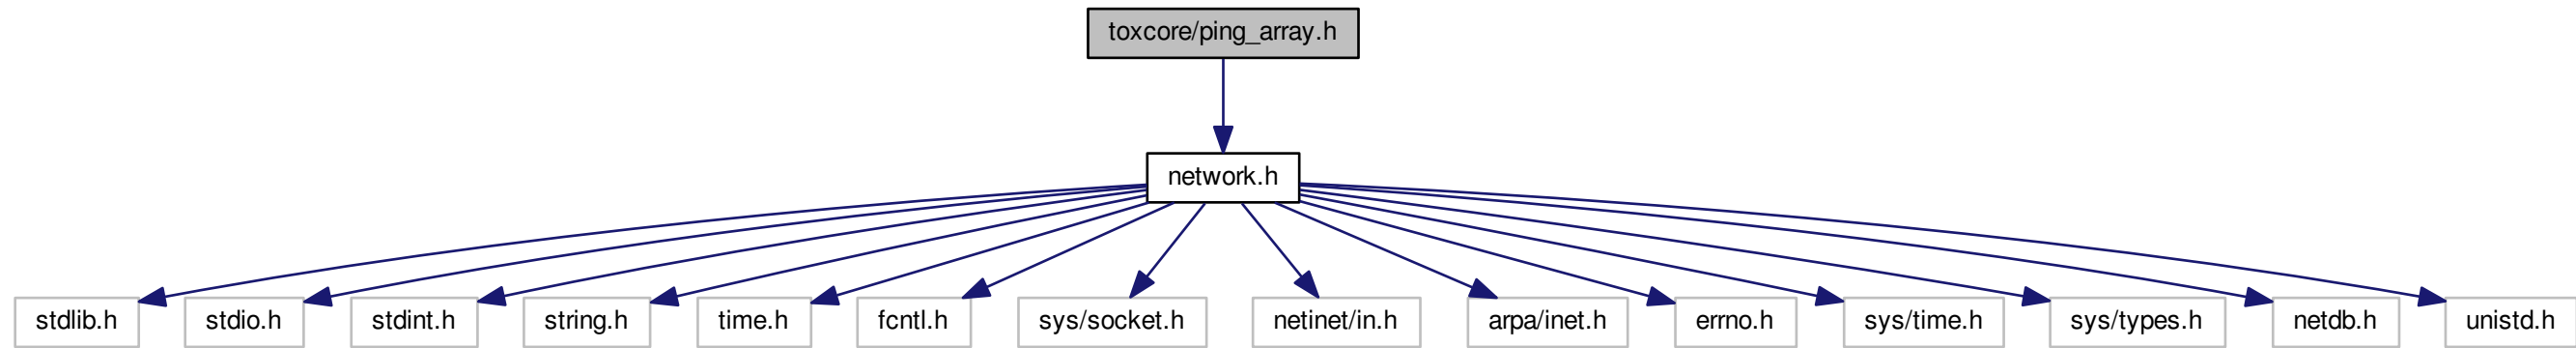 toxcore/ping_array.h
network.h
stdlib.h
stdio.h
stdint.h
string.h
time.h
fcntl.h
sys/socket.h
netinet/in.h
arpa/inet.h
errno.h
sys/time.h
sys/types.h
netdb.h
unistd.h